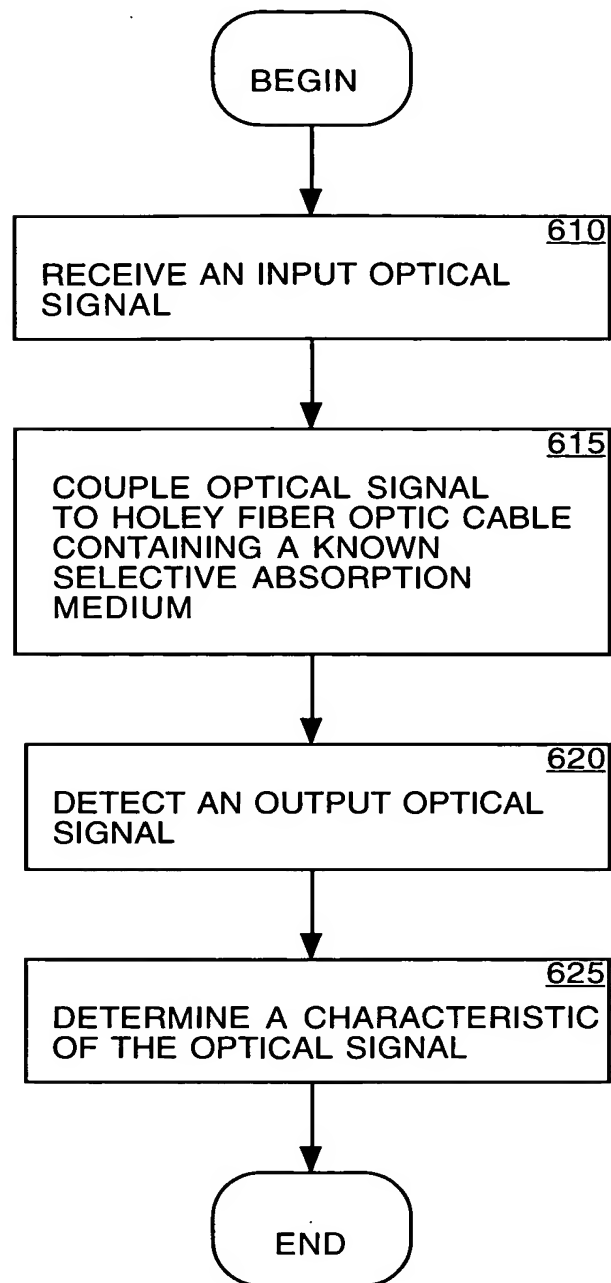 BEGIN
610
RECEIVE AN INPUT OPTICAL
SIGNAL
615
COUPLE OPTICAL SIGNAL
TO HOLEY FIBER OPTIC CABLE
CONTAINING A KNOWN
SELECTIVE ABSORPTION
MEDIUM
620
DETECT AN OUTPUT OPTICAL
SIGNAL
625
DETERMINE A CHARACTERISTIC
OF THE OPTICAL SIGNAL
END